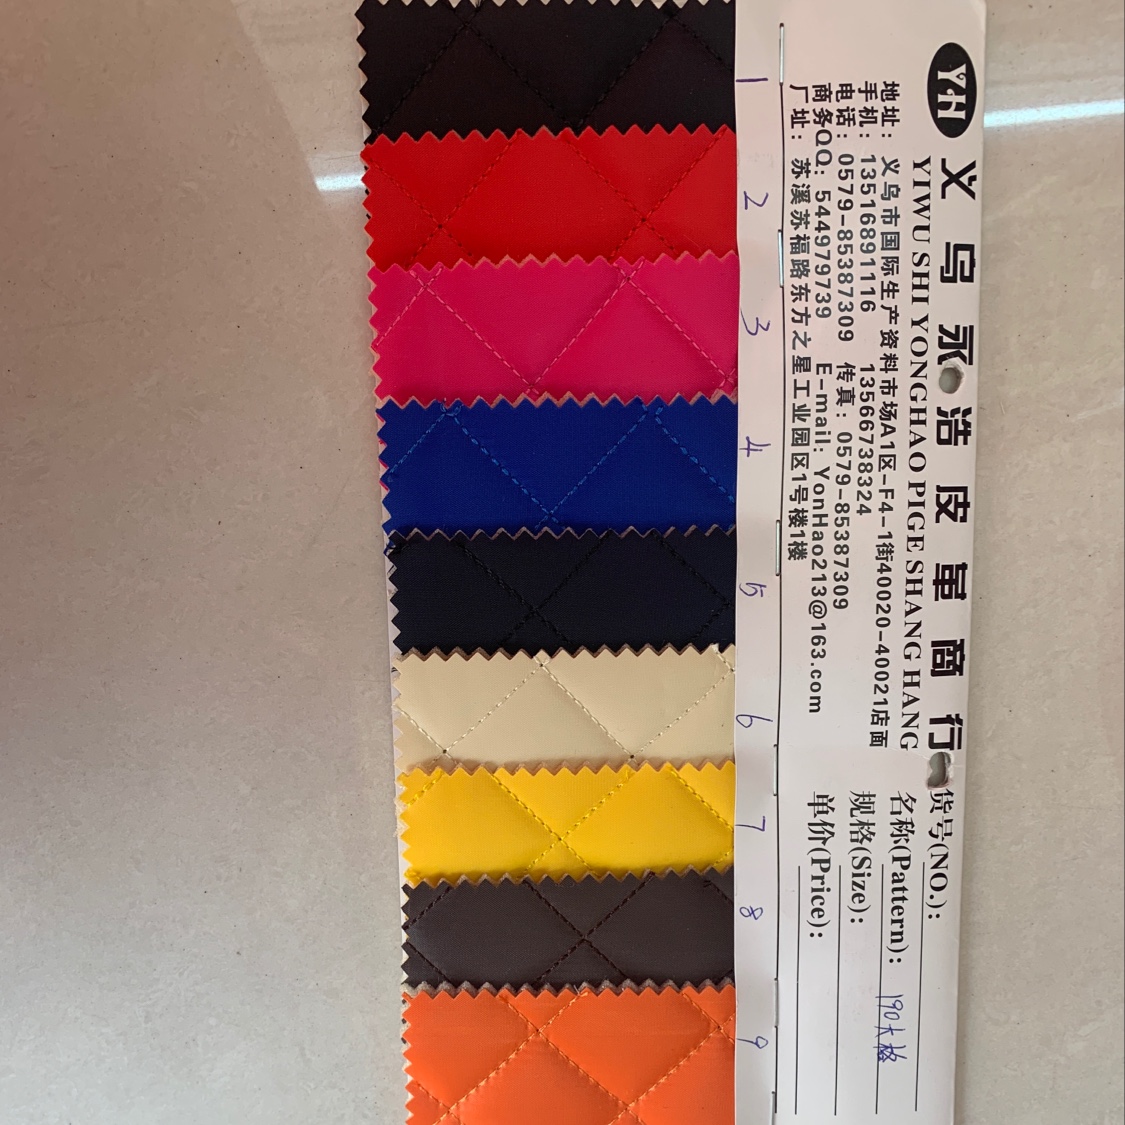 YZH
义乌永浩皮革商行
YIWU SHI YONGHAO PIGE SHANG HANG
地址: 义乌市国际生产资料市场A1区-F4-1街40020-40021店面
手机: 13516891116 13566738324
电话: 0579-85387309 传真: 0579-85387309
商务QQ: 544979739 E-mail: YonHao213@163.com
厂址: 苏溪苏福路东方之星工业园区1号楼1楼
货号(NO.):
名称(Pattern): 190大格
规格(Size):
单价(Price):
1
2
3
4
5
6
7
8
9